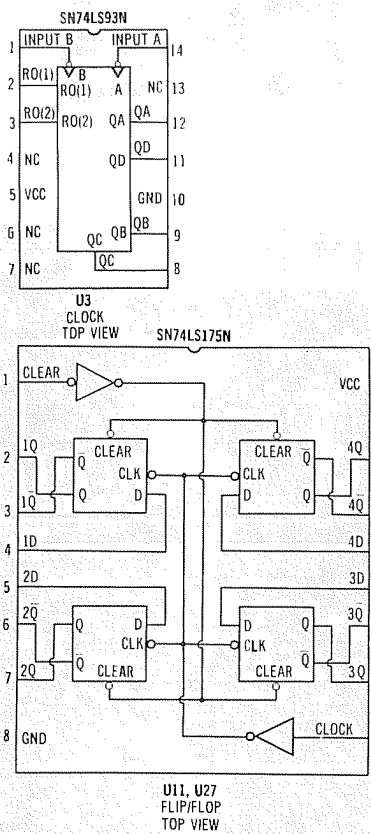 SN74LS93N
INPUT B INPUT A
1 14
B A
RO(1) RO(1) NC
2 13
RO(2) RO(2) QA QA
3 12
4 NC QD QD 11
5 VCC GND 10
6 NC QB QB 9
QC
7 NC QC 8
U3
CLOCK
TOP VIEW
SN74LS175N
1 CLEAR VCC
CLEAR CLEAR
2 1Q Q̅ Q̅ 4Q
CLK CLK
3 1Q̅ Q Q 4Q̅
D D
4 1D 4D
5 2D 3D
6 2Q̅ Q D D Q 3Q
CLK CLK
7 2Q Q̅ Q̅ 3Q̅
CLEAR CLEAR
8 GND CLOCK
U11, U27
FLIP/FLOP
TOP VIEW